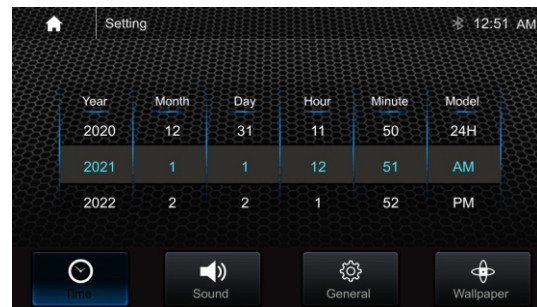 Setting 12:51 AM
Year Month Day Hour Minute Model
2020 12 31 11 50 24H
2021 1 1 12 51 AM
2022 2 2 1 52 PM
Time Sound General Wallpaper